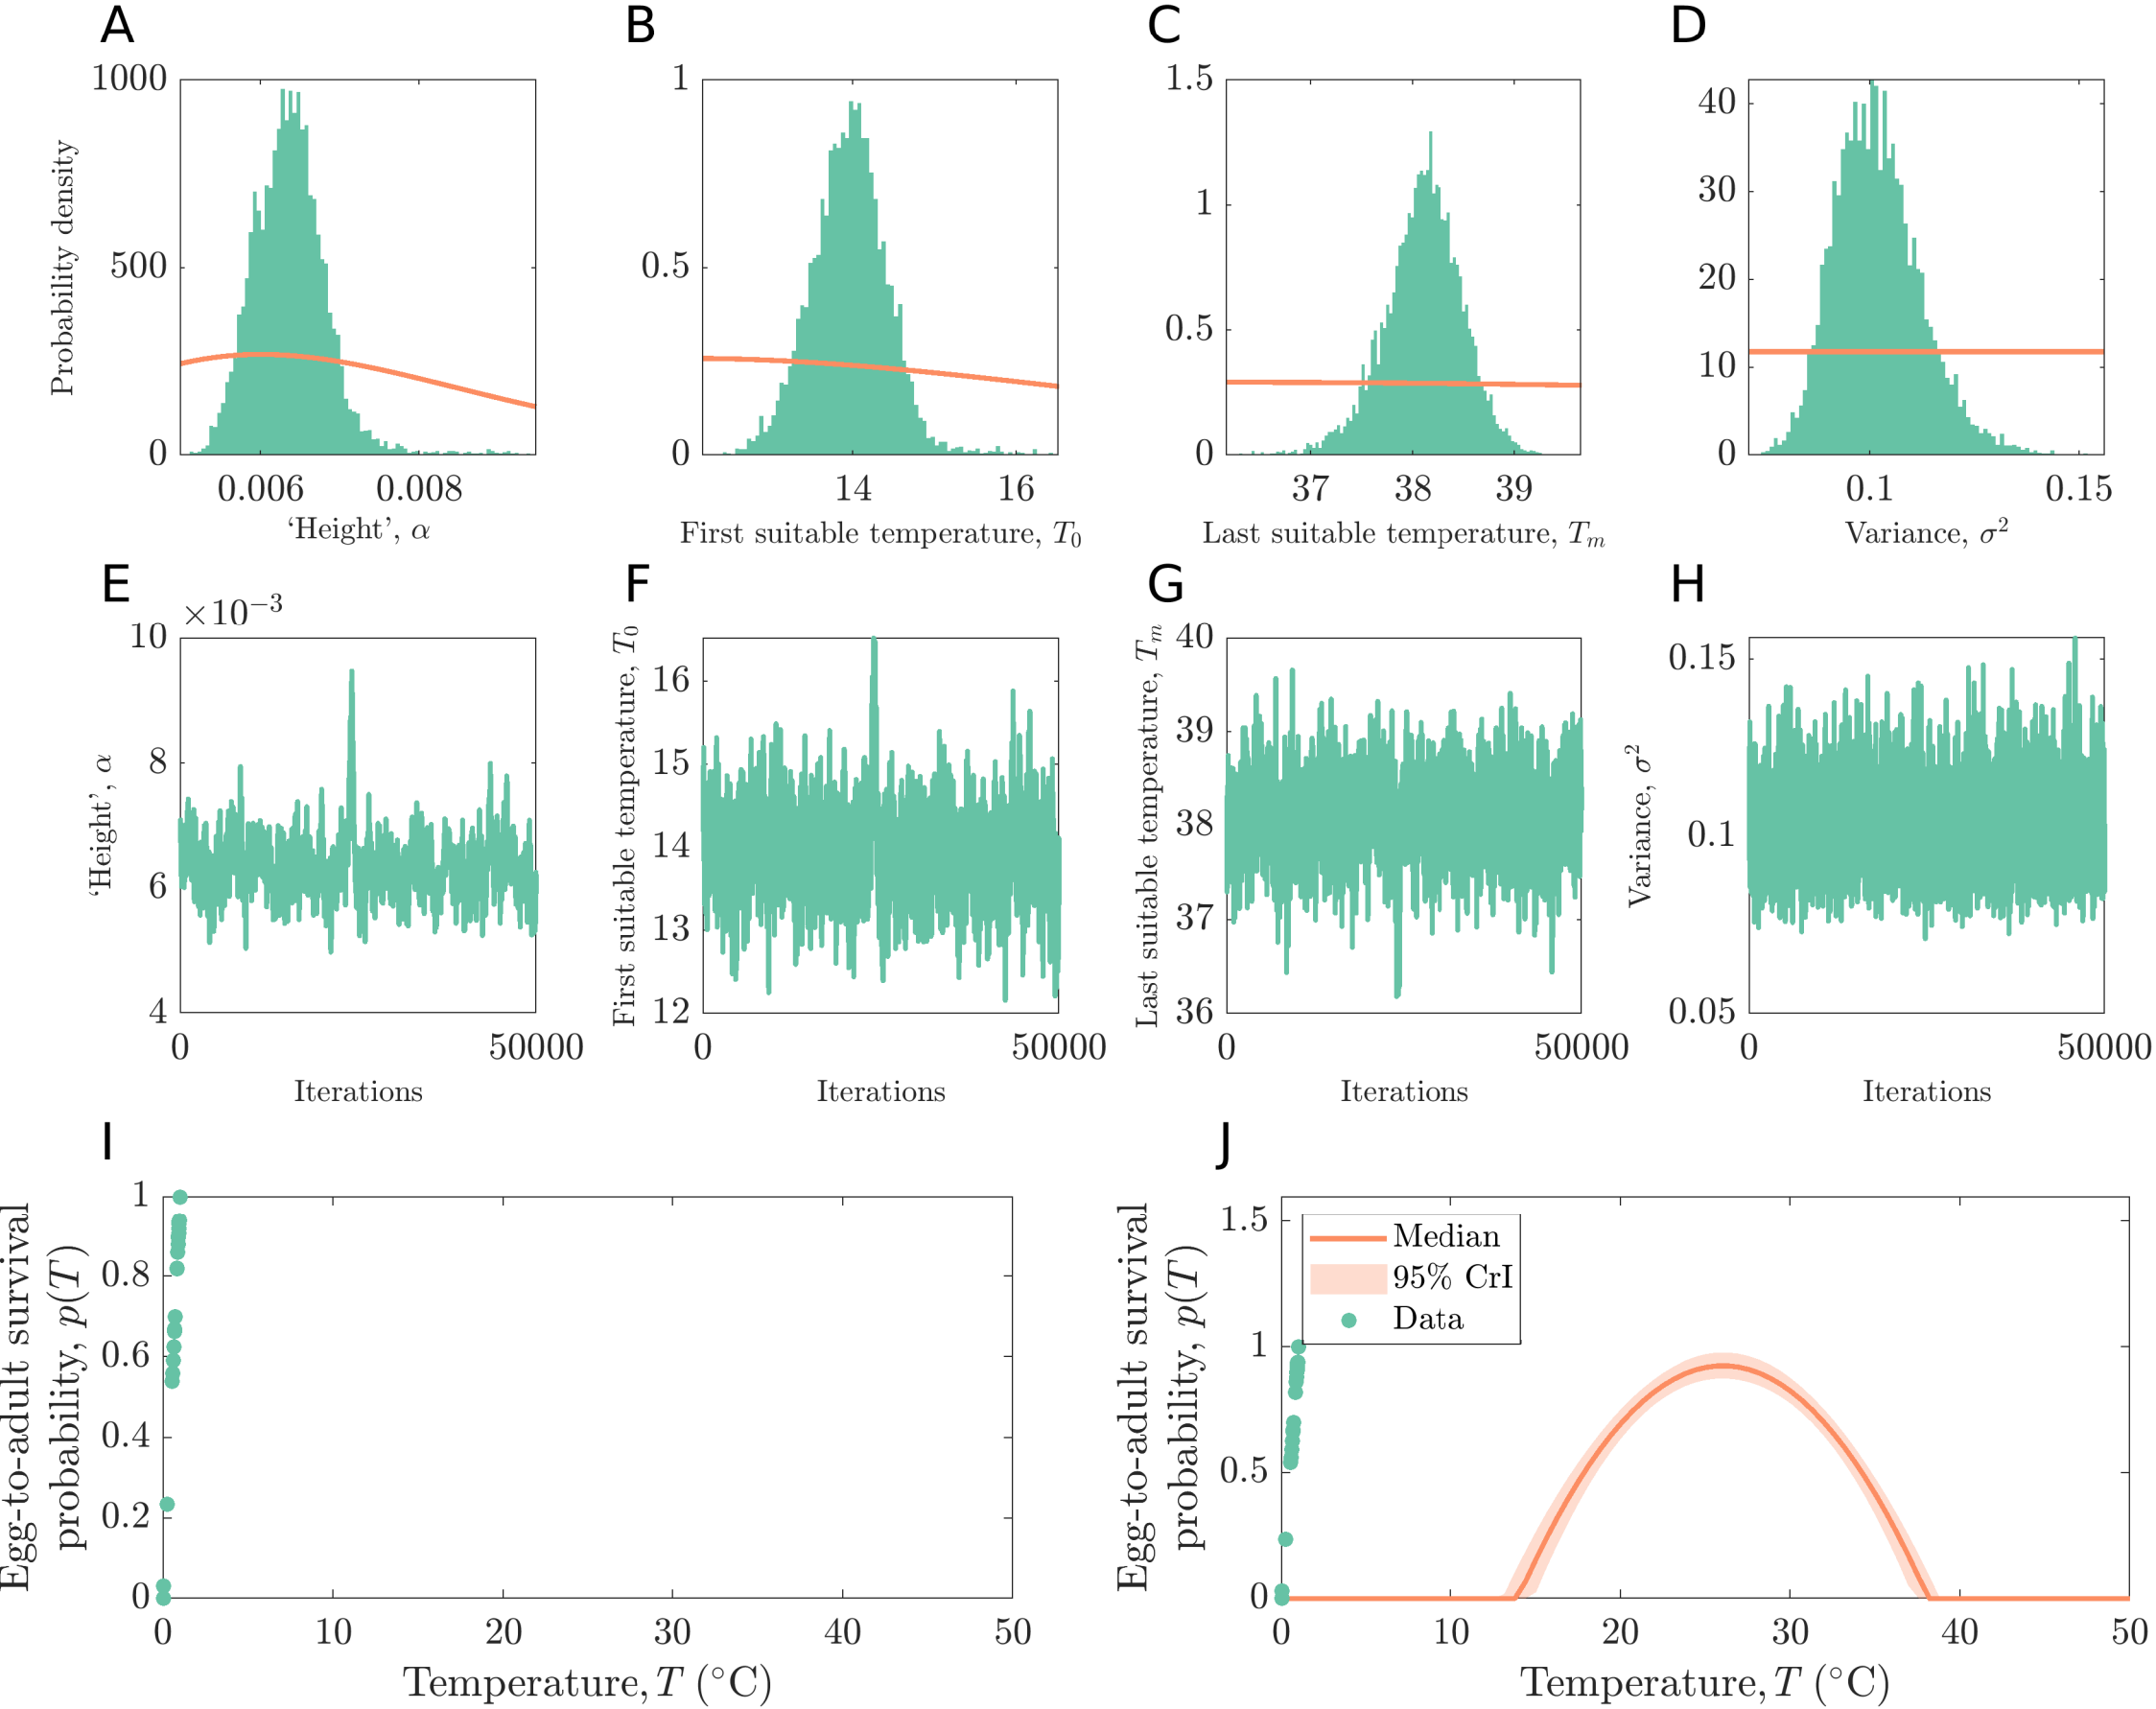 A
B
C
D
1000
500
0
Probability density
0.006
0.008
‘Height’, α
1
0.5
0
14
16
First suitable temperature, T₀
1.5
1
0.5
0
37
38
39
Last suitable temperature, Tₘ
40
30
20
10
0
0.1
0.15
Variance, σ²
E
F
G
H
×10⁻³
10
8
6
4
‘Height’, α
0
50000
Iterations
16
15
14
13
12
First suitable temperature, T₀
0
50000
Iterations
40
39
38
37
36
Last suitable temperature, Tₘ
0
50000
Iterations
0.15
0.1
0.05
Variance, σ²
0
50000
Iterations
I
J
1
0.8
0.6
0.4
0.2
0
Egg-to-adult survival
probability, p(T)
0
10
20
30
40
50
Temperature, T (°C)
1.5
1
0.5
0
Egg-to-adult survival
probability, p(T)
Median
95% CrI
Data
0
10
20
30
40
50
Temperature, T (°C)